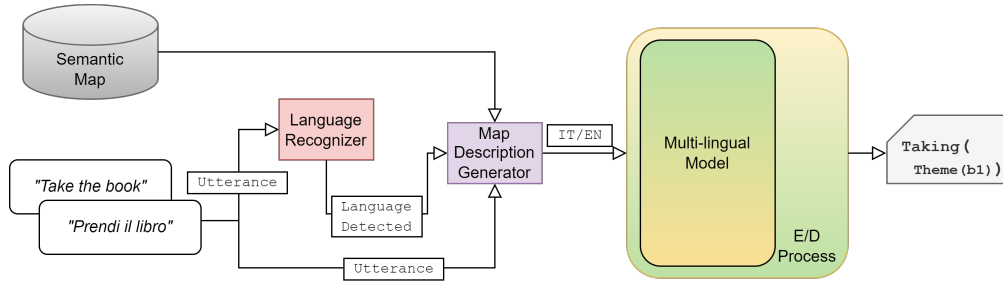 Semantic
Map
Language
Recognizer
Utterance
"Take the book"
"Prendi il libro"
Language
Detected
Utterance
Map
Description
Generator
IT/EN
Multi-lingual
Model
E/D
Process
Taking(
Theme(b1))